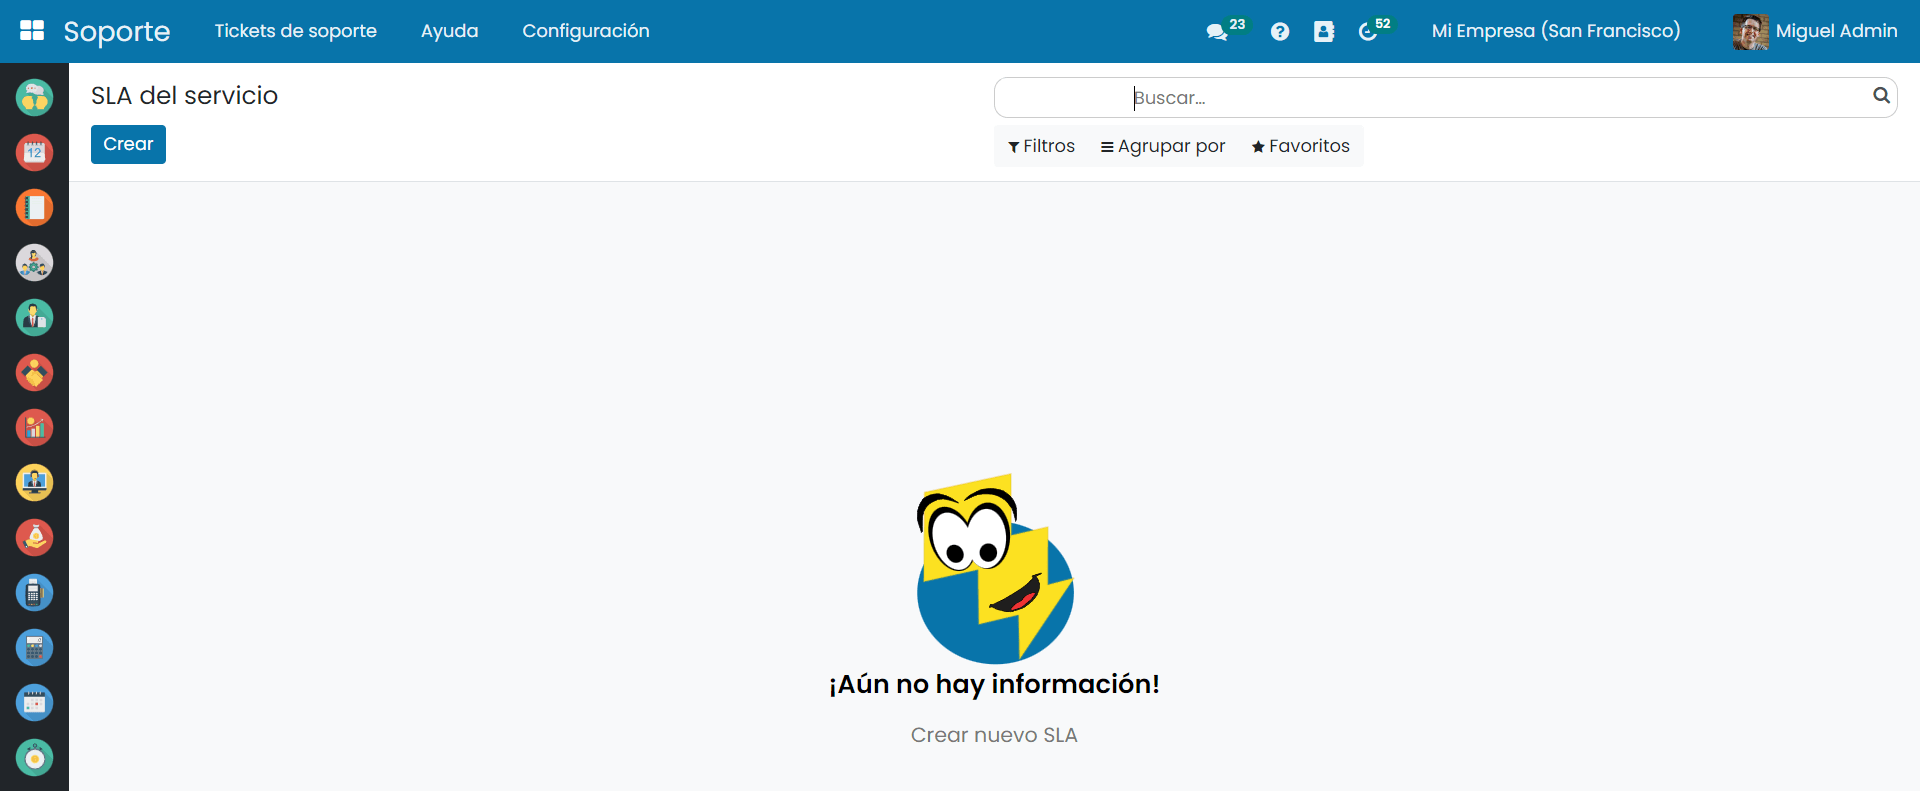 Soporte Tickets de soporte Ayuda Configuración 23 52 Mi Empresa (San Francisco) Miguel Admin
SLA del servicio
Buscar...
Crear
Filtros Agrupar por Favoritos
12
¡Aún no hay información!
Crear nuevo SLA